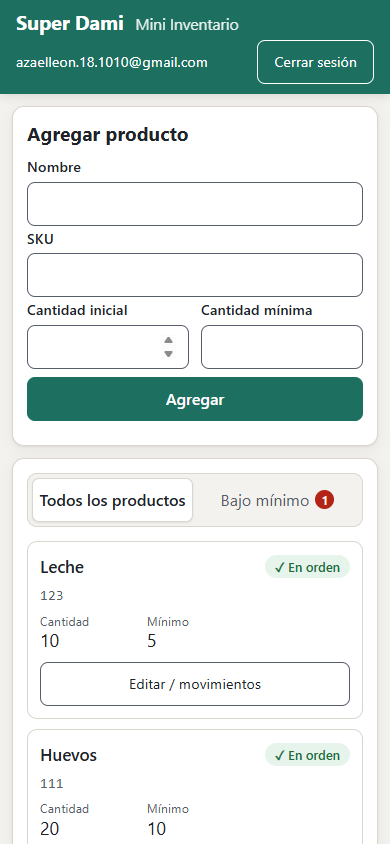 Super Dami Mini Inventario
azaelleon.18.1010@gmail.com Cerrar sesión
Agregar producto
Nombre
SKU
Cantidad inicial Cantidad mínima
Agregar
Todos los productos Bajo mínimo 1
Leche ✓ En orden
123
Cantidad Mínimo
10 5
Editar / movimientos
Huevos ✓ En orden
111
Cantidad Mínimo
20 10